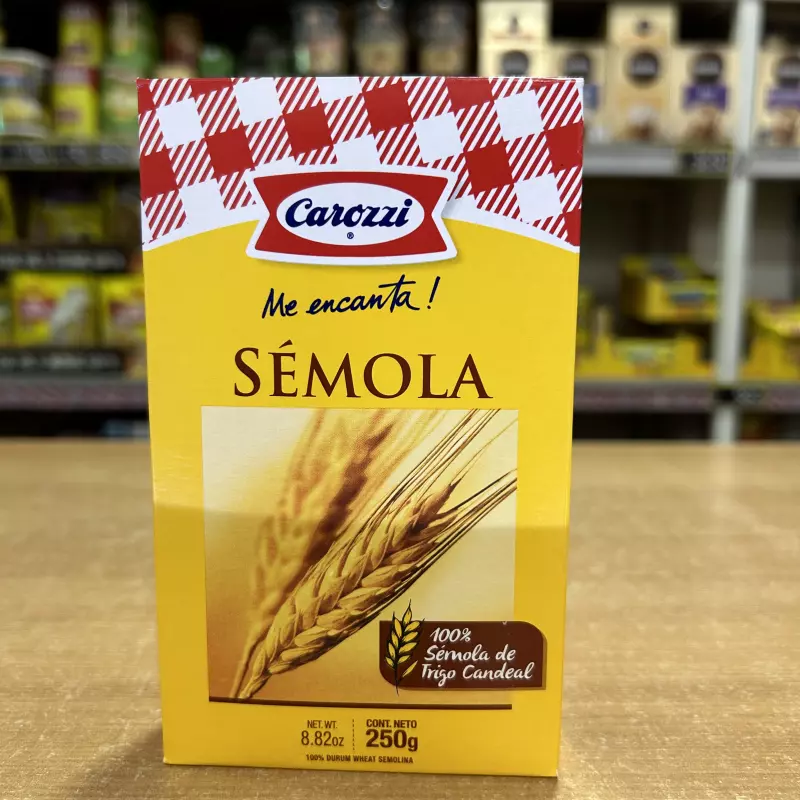 Carozzi
®
Me encanta!
SÉMOLA
100%
Sémola de
Trigo Candeal
NET. WT.
8.82oz
CONT. NETO
250g
100% DURUM WHEAT SEMOLINA